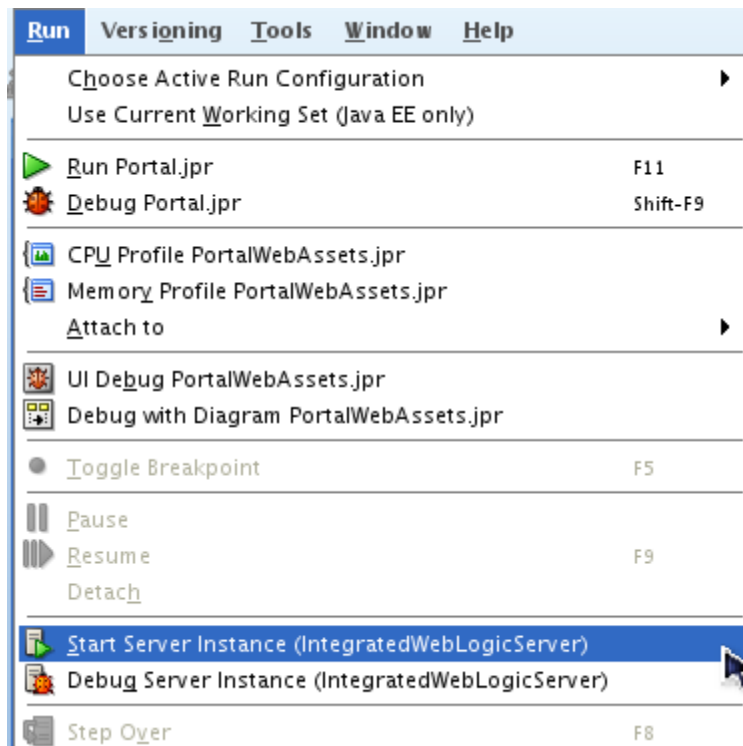 Run Versioning Tools Window Help
Choose Active Run Configuration
Use Current Working Set (Java EE only)
Run Portal.jpr F11
Debug Portal.jpr Shift-F9
CPU Profile PortalWebAssets.jpr
Memory Profile PortalWebAssets.jpr
Attach to
UI Debug PortalWebAssets.jpr
Debug with Diagram PortalWebAssets.jpr
Toggle Breakpoint F5
Pause
Resume F9
Detach
Start Server Instance (IntegratedWebLogicServer)
Debug Server Instance (IntegratedWebLogicServer)
Step Over F8